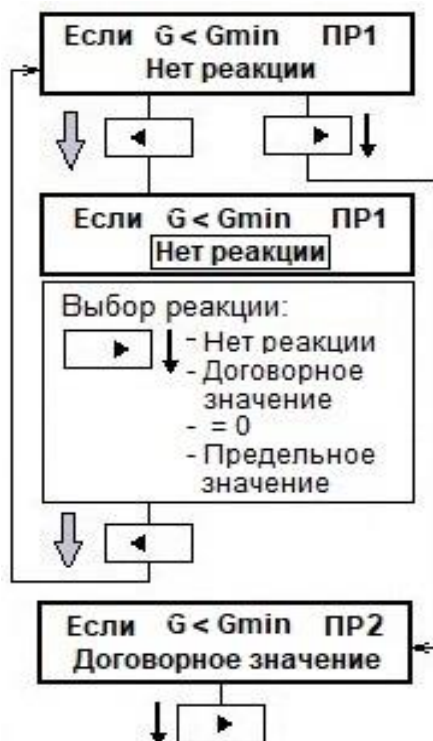 Если G < Gmin ПР1
Нет реакции
Если G < Gmin ПР1
Нет реакции
Выбор реакции:
- Нет реакции
- Договорное
значение
- = 0
- Предельное
значение
Если G < Gmin ПР2
Договорное значение